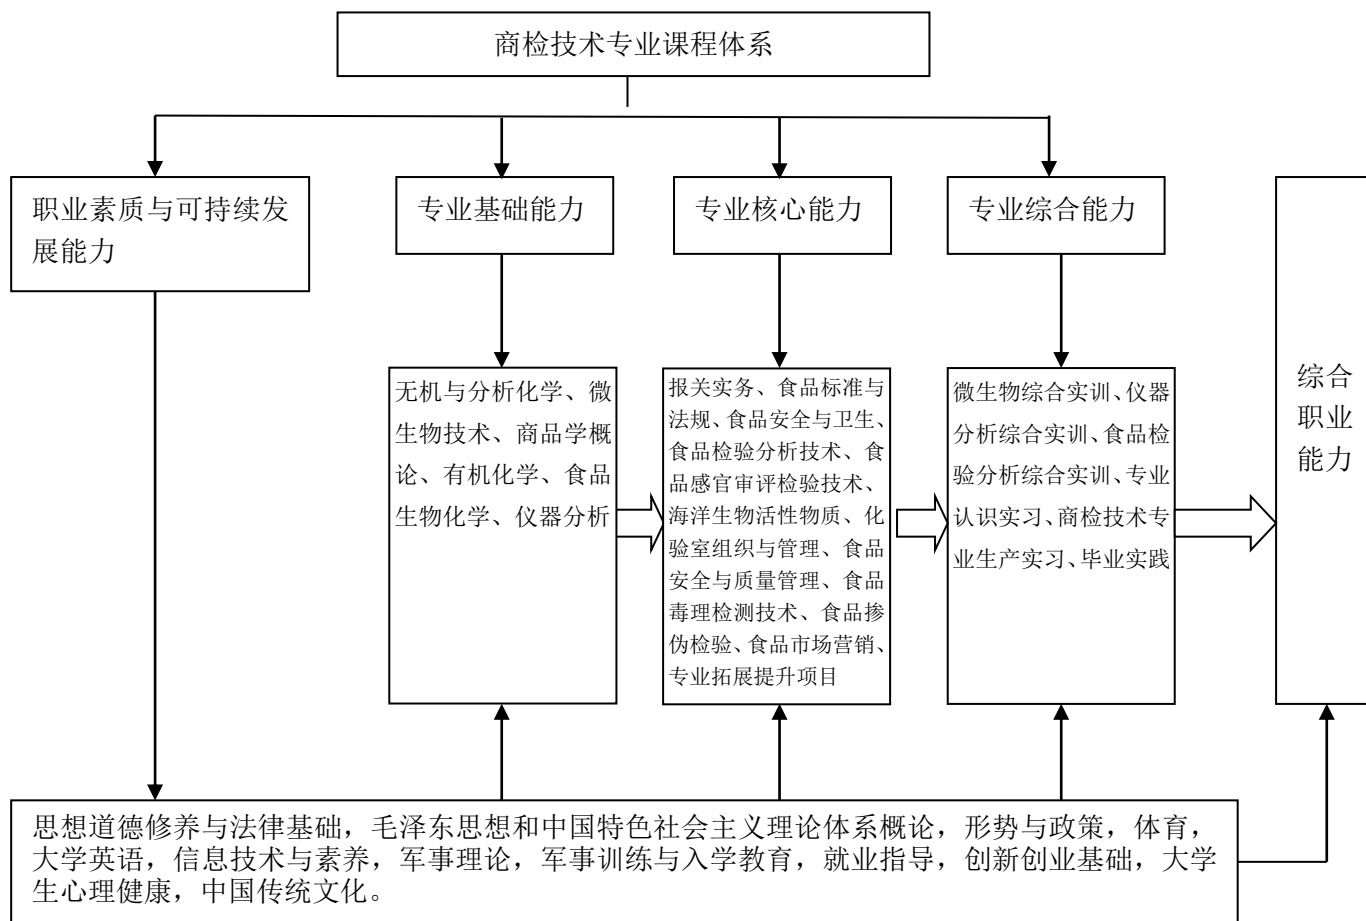 商检技术专业课程体系
职业素质与可持续发
展能力
专业基础能力
专业核心能力
专业综合能力
无机与分析化学、微
生物技术、商品学概
论、有机化学、食品
生物化学、仪器分析
报关实务、食品标准与
法规、食品安全与卫生、
食品检验分析技术、食
品感官审评检验技术、
海洋生物活性物质、化
验室组织与管理、食品
安全与质量管理、食品
毒理检测技术、食品掺
伪检验、食品市场营销、
专业拓展提升项目
微生物综合实训、仪器
分析综合实训、食品检
验分析综合实训、专业
认识实习、商检技术专
业生产实习、毕业实践
综合
职业
能力
思想道德修养与法律基础，毛泽东思想和中国特色社会主义理论体系概论，形势与政策，体育，
大学英语，信息技术与素养，军事理论，军事训练与入学教育，就业指导，创新创业基础，大学
生心理健康，中国传统文化。